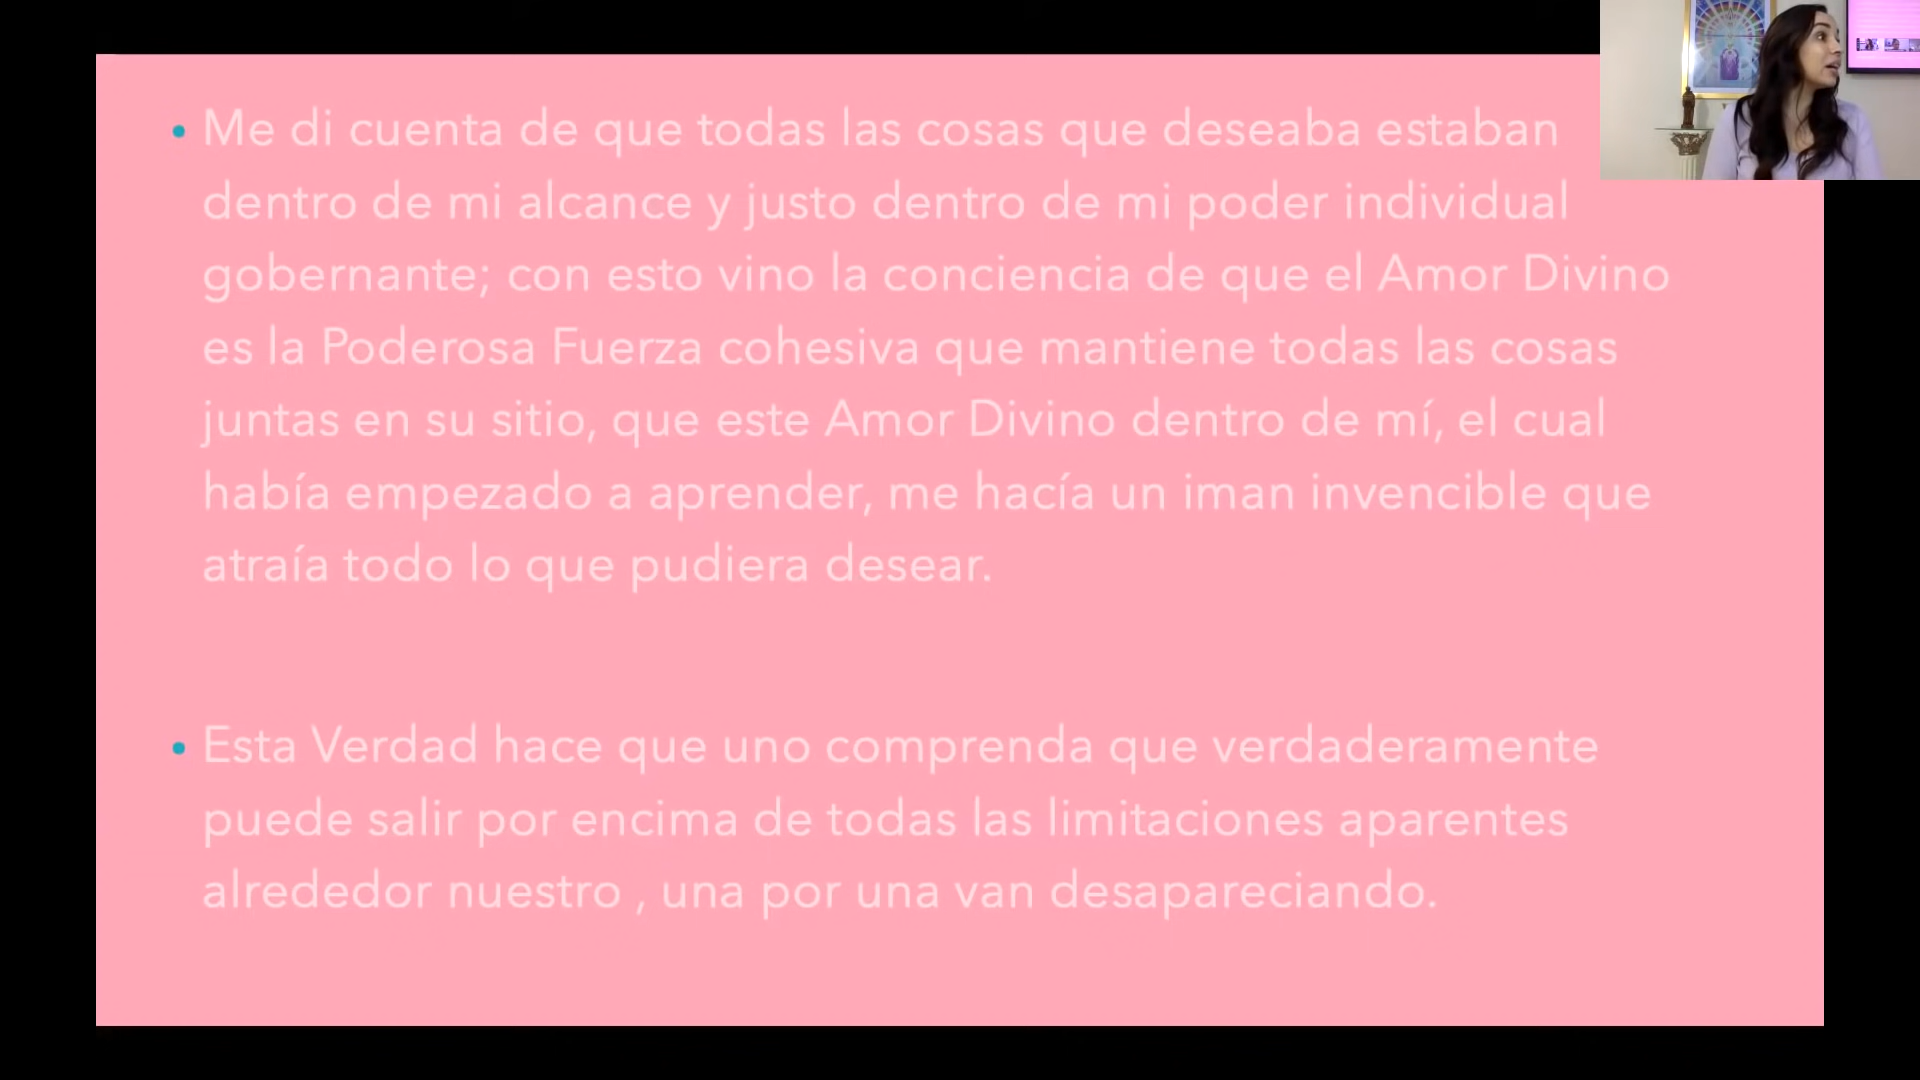 • Me di cuenta de que todas las cosas que deseaba estaban
dentro de mi alcance y justo dentro de mi poder individual
gobernante; con esto vino la conciencia de que el Amor Divino
es la Poderosa Fuerza cohesiva que mantiene todas las cosas
juntas en su sitio, que este Amor Divino dentro de mí, el cual
había empezado a aprender, me hacía un iman invencible que
atraía todo lo que pudiera desear.
• Esta Verdad hace que uno comprenda que verdaderamente
puede salir por encima de todas las limitaciones aparentes
alrededor nuestro , una por una van desapareciando.